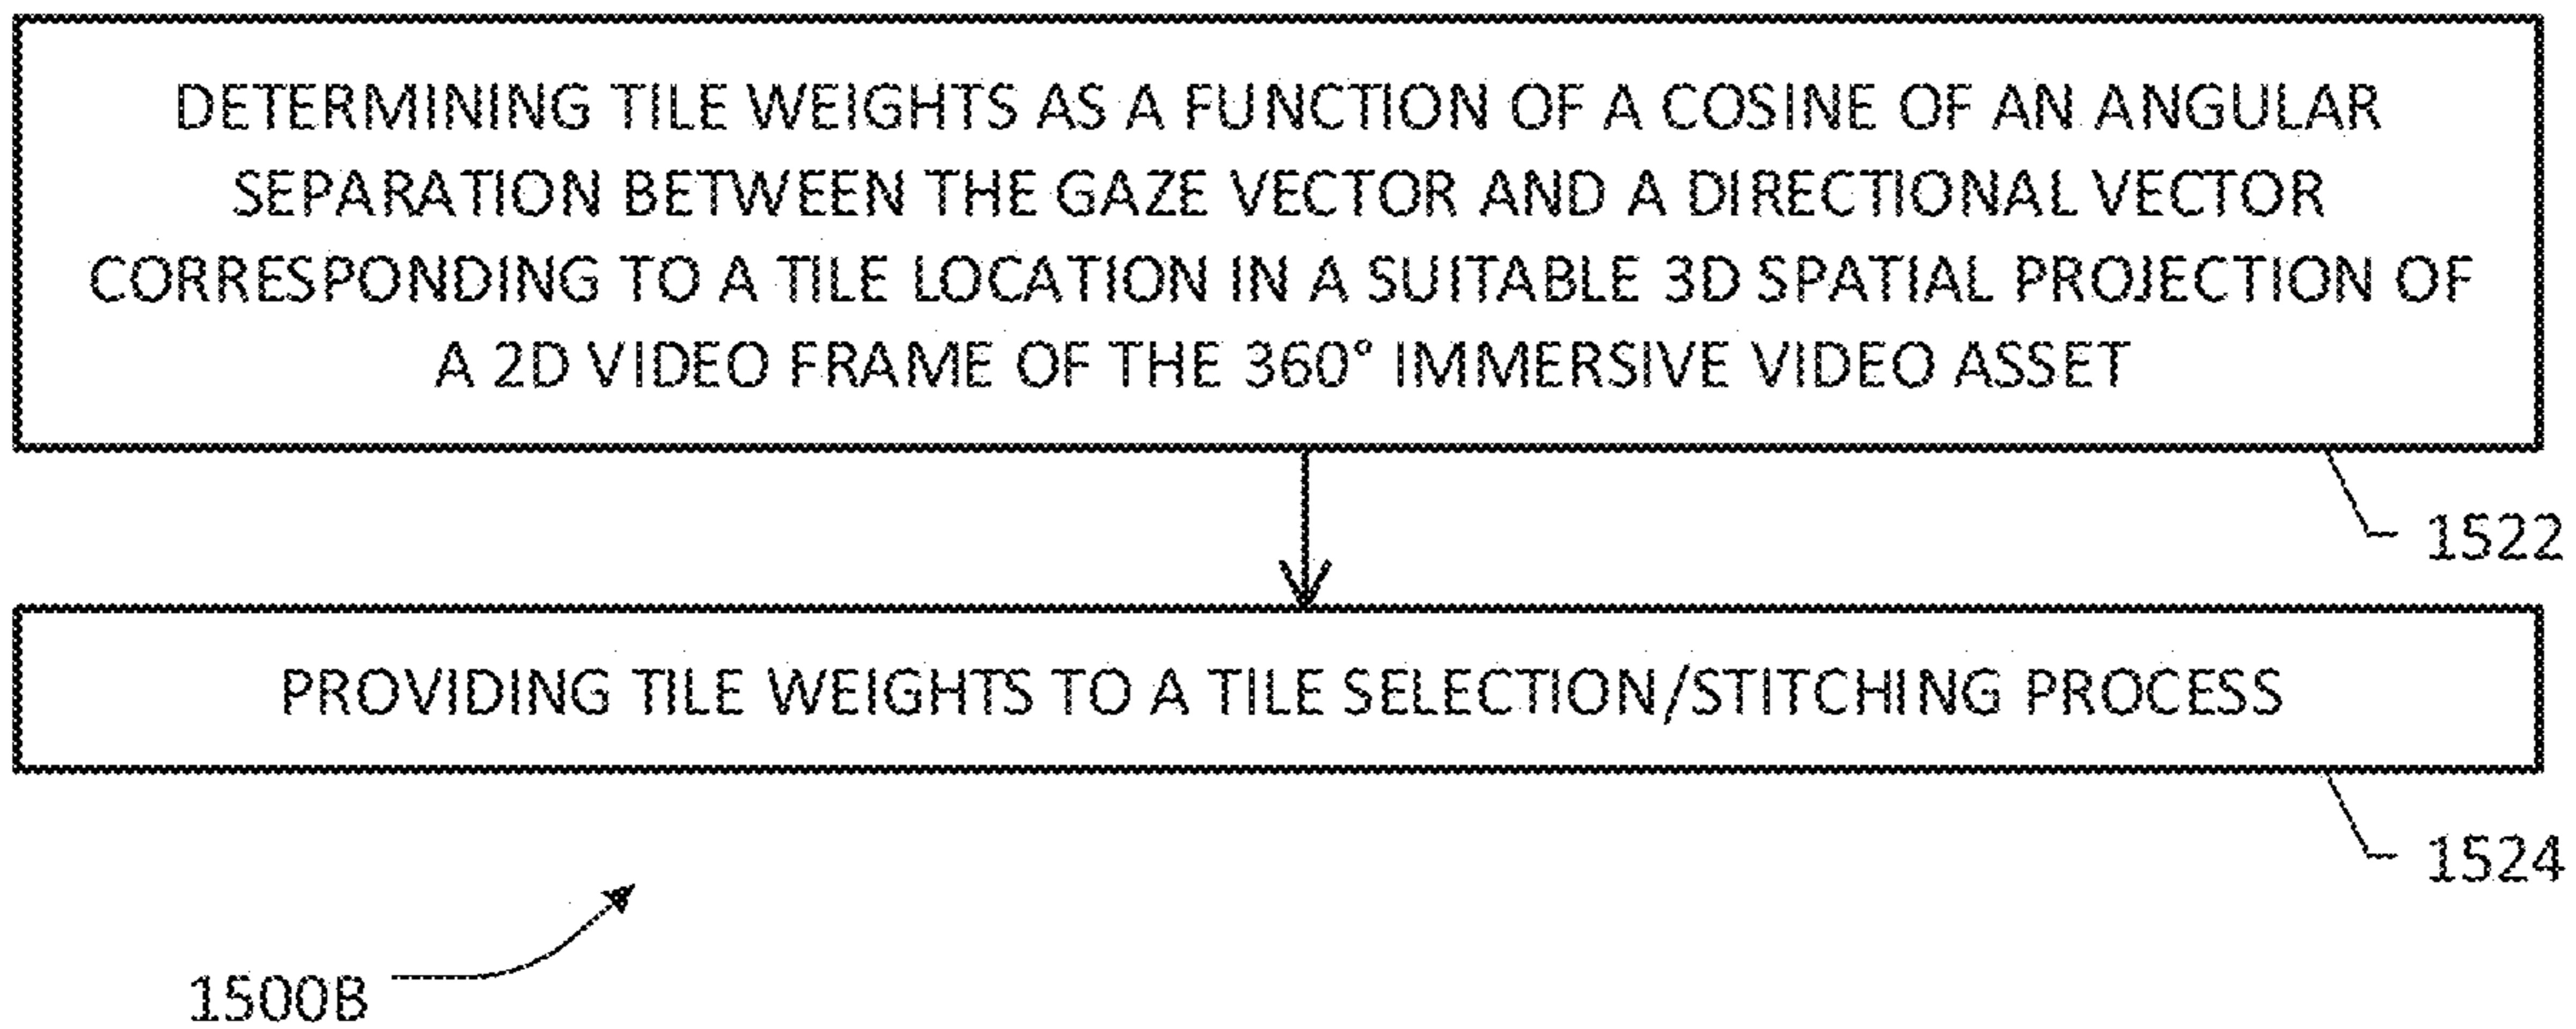 DETERMINING TILE WEIGHTS AS A FUNCTION OF A COSINE OF AN ANGULAR
SEPARATION BETWEEN THE GAZE VECTOR AND A DIRECTIONAL VECTOR
CORRESPONDING TO A TILE LOCATION IN A SUITABLE 3D SPATIAL PROJECTION OF
A 2D VIDEO FRAME OF THE 360° IMMERSIVE VIDEO ASSET
1522
PROVIDING TILE WEIGHTS TO A TILE SELECTION/STITCHING PROCESS
1524
1500B